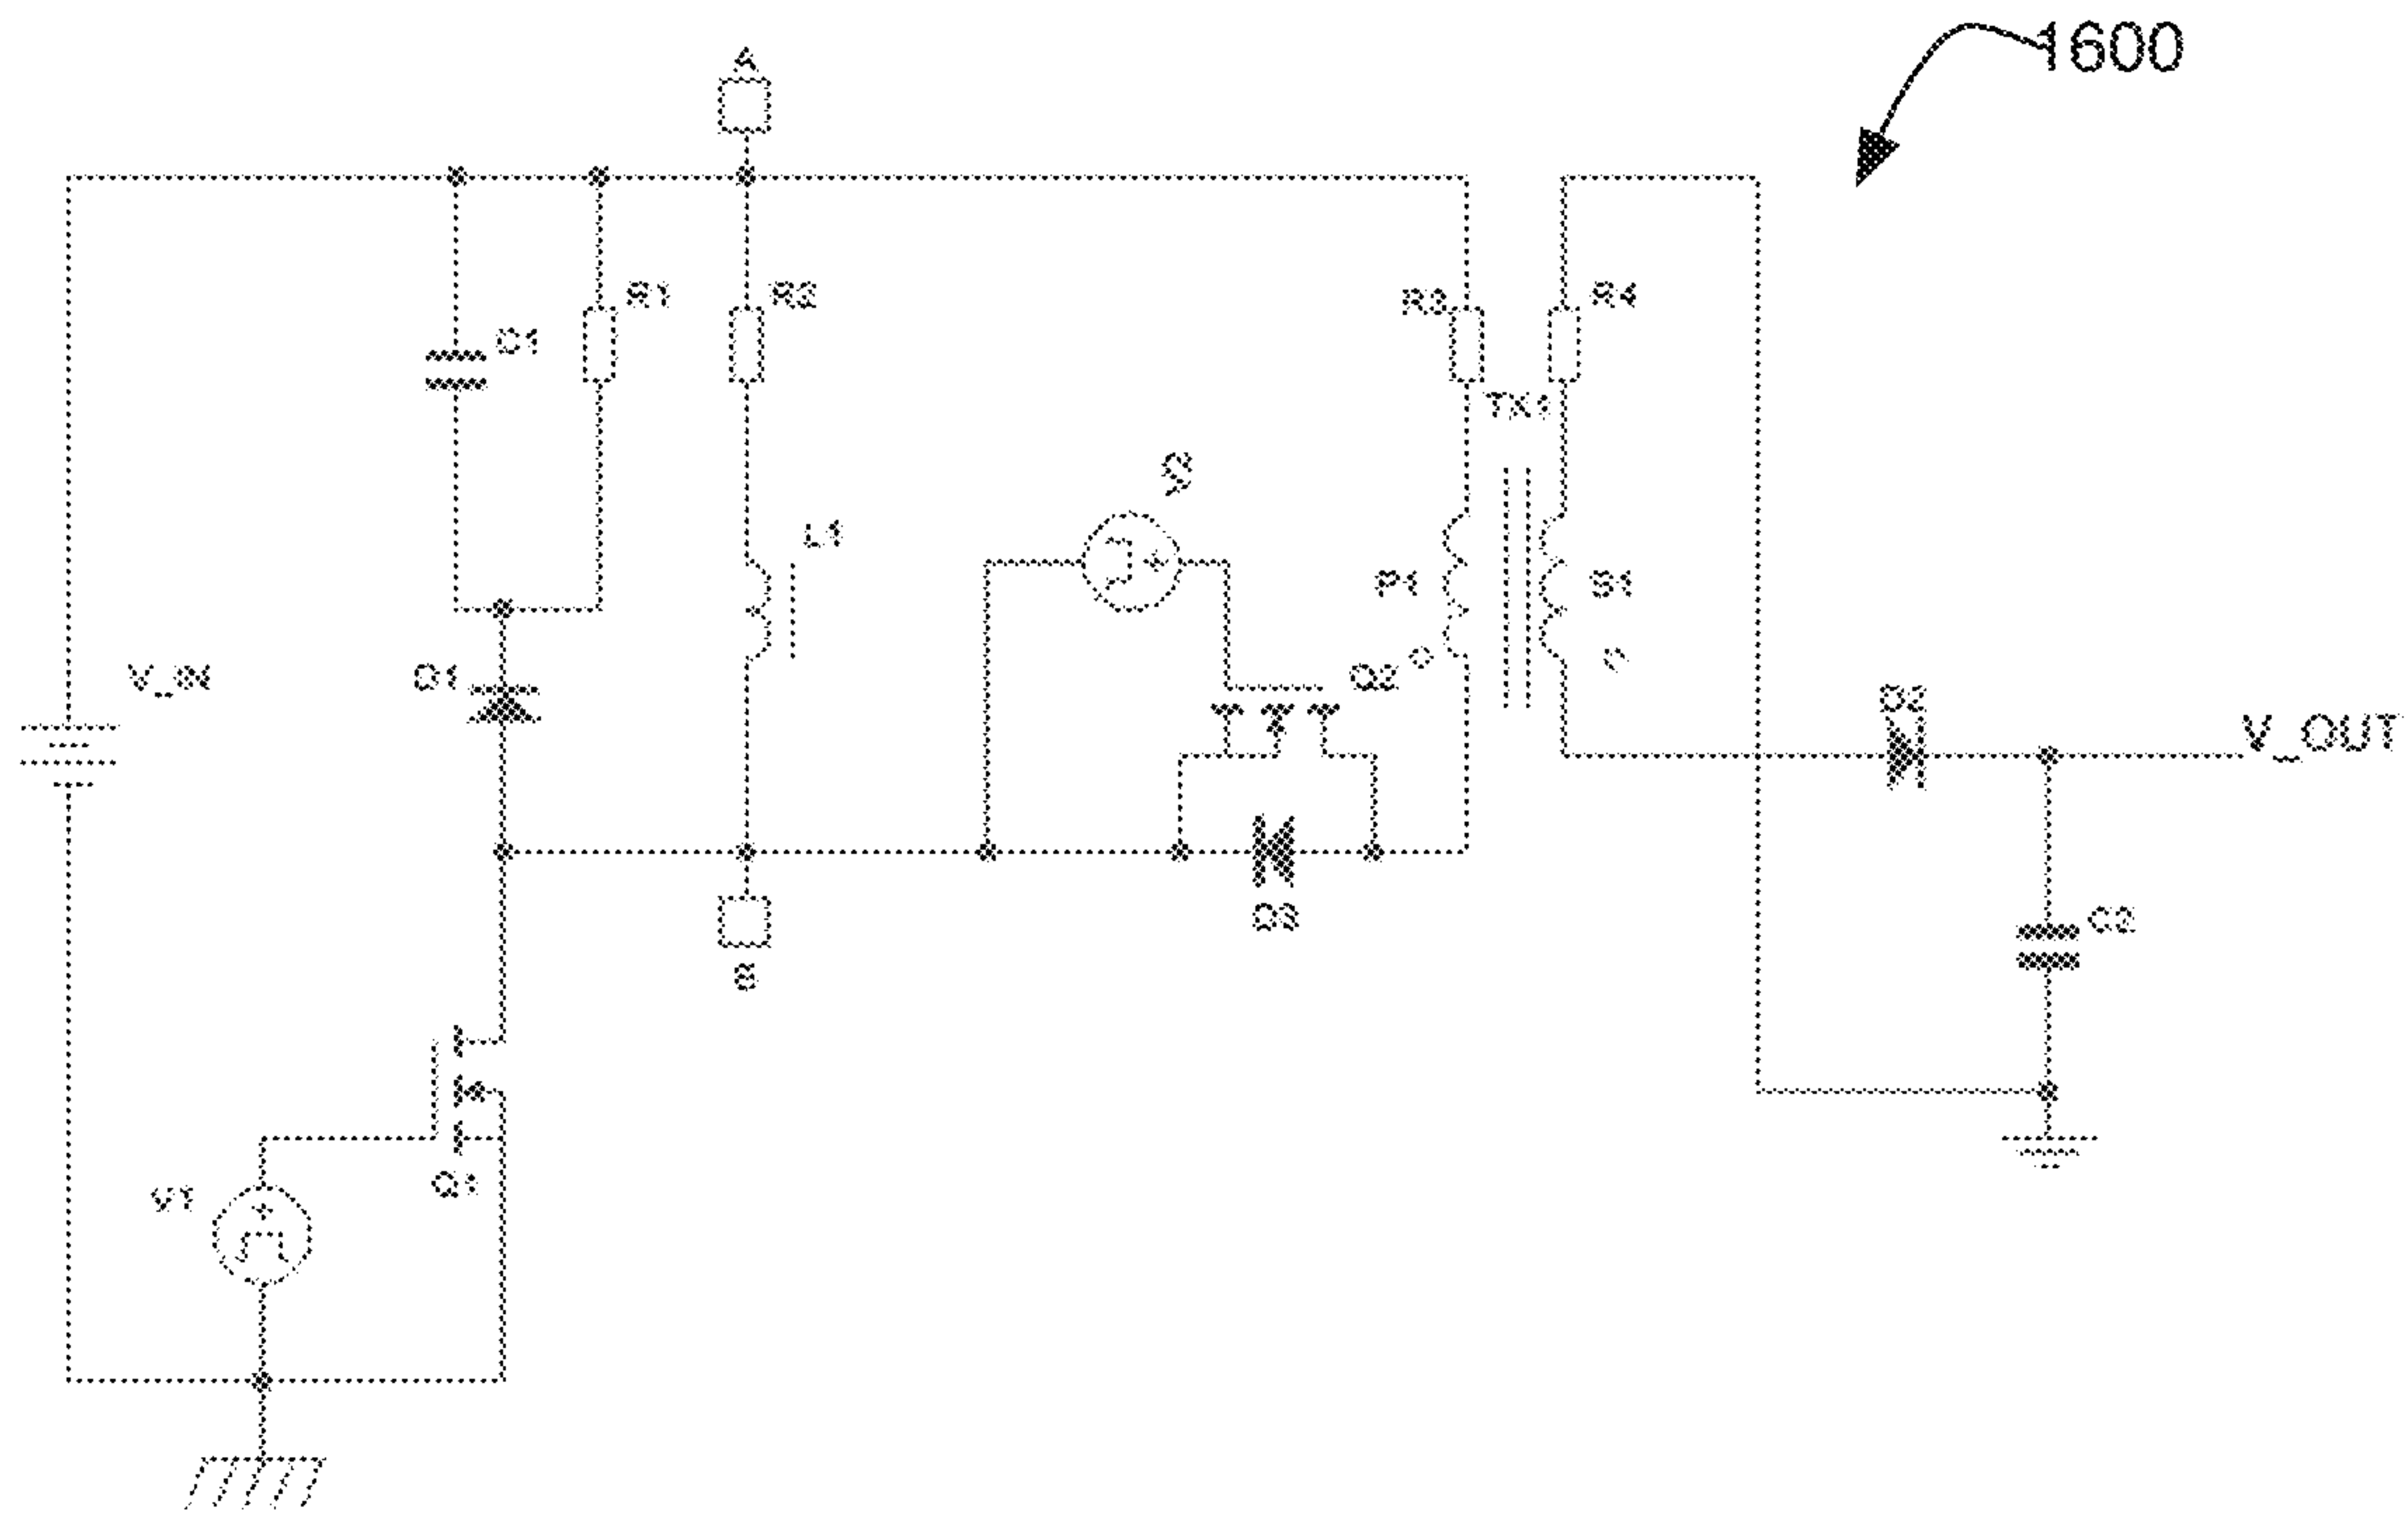 1600
A
R1
R2
R3
R4
C1
TX1
S
L1
P1
S1
V_IN
D1
Q2
D2
V_OUT
D3
C2
B
Q1
V1